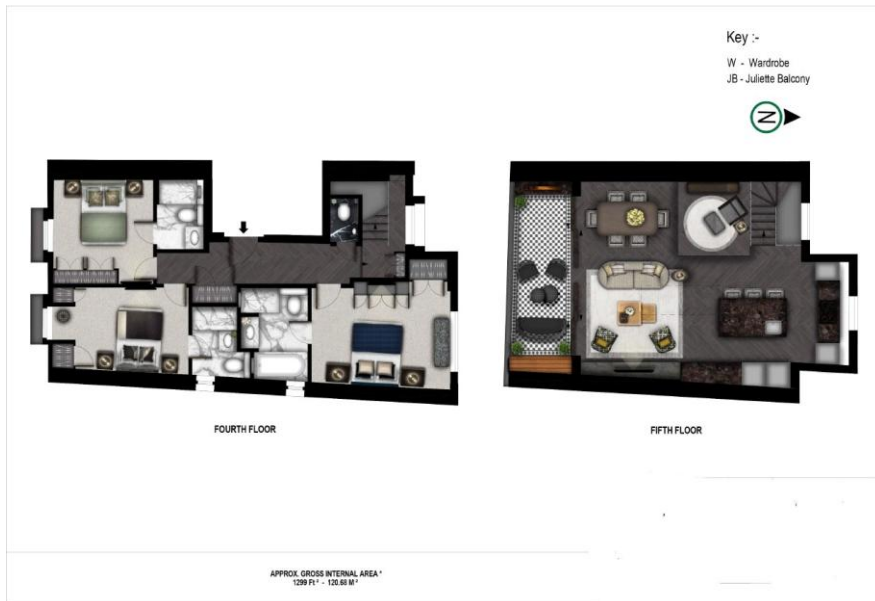 Key :-
W - Wardrobe
JB - Juliette Balcony
N
FOURTH FLOOR
FIFTH FLOOR
APPROX. GROSS INTERNAL AREA *
1299 Ft ² - 120.68 M ²